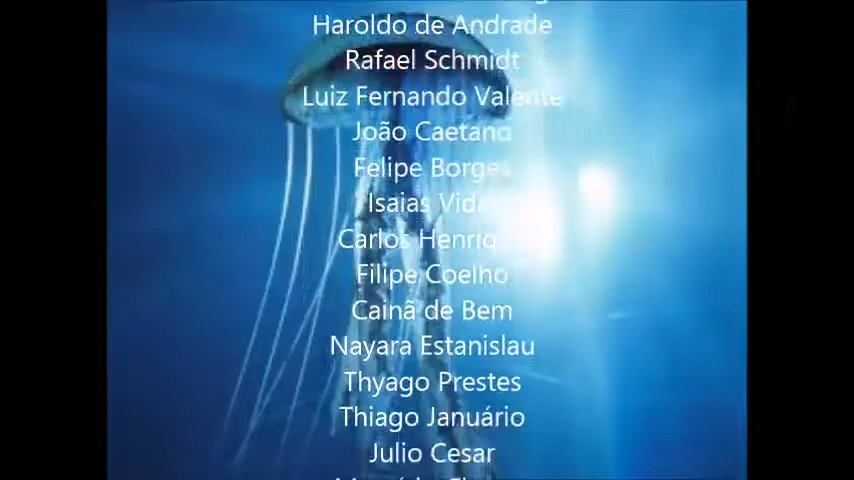 Haroldo de Andrade
Rafael Schmidt
Luiz Fernando Valente
João Caetano
Felipe Borges
Isaias Vidal
Carlos
Filipe Coelho
Cainã de Bem
Nayara Estanislau
Thyago Prestes
Thiago Januário
Julio Cesar